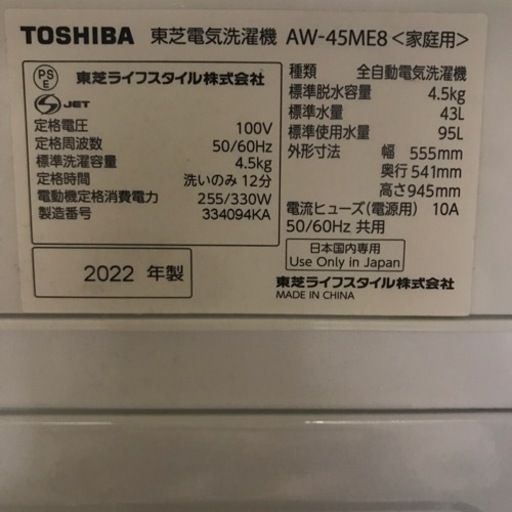 TOSHIBA 東芝電気洗濯機 AW-45ME8<家庭用>
PS
E
東芝ライフスタイル株式会社
S JET
定格電圧 100V
定格周波数 50/60Hz
標準洗濯容量 4.5kg
定格時間 洗いのみ 12分
電動機定格消費電力 255/330W
製造番号 334094KA
2022 年製
種類 全自動電気洗濯機
標準脱水容量 4.5kg
標準水量 43L
標準使用水量 95L
外形寸法 幅 555mm
奥行 541mm
高さ 945mm
電流ヒューズ(電源用) 10A
50/60Hz 共用
日本国内専用
Use Only in Japan
東芝ライフスタイル株式会社
MADE IN CHINA